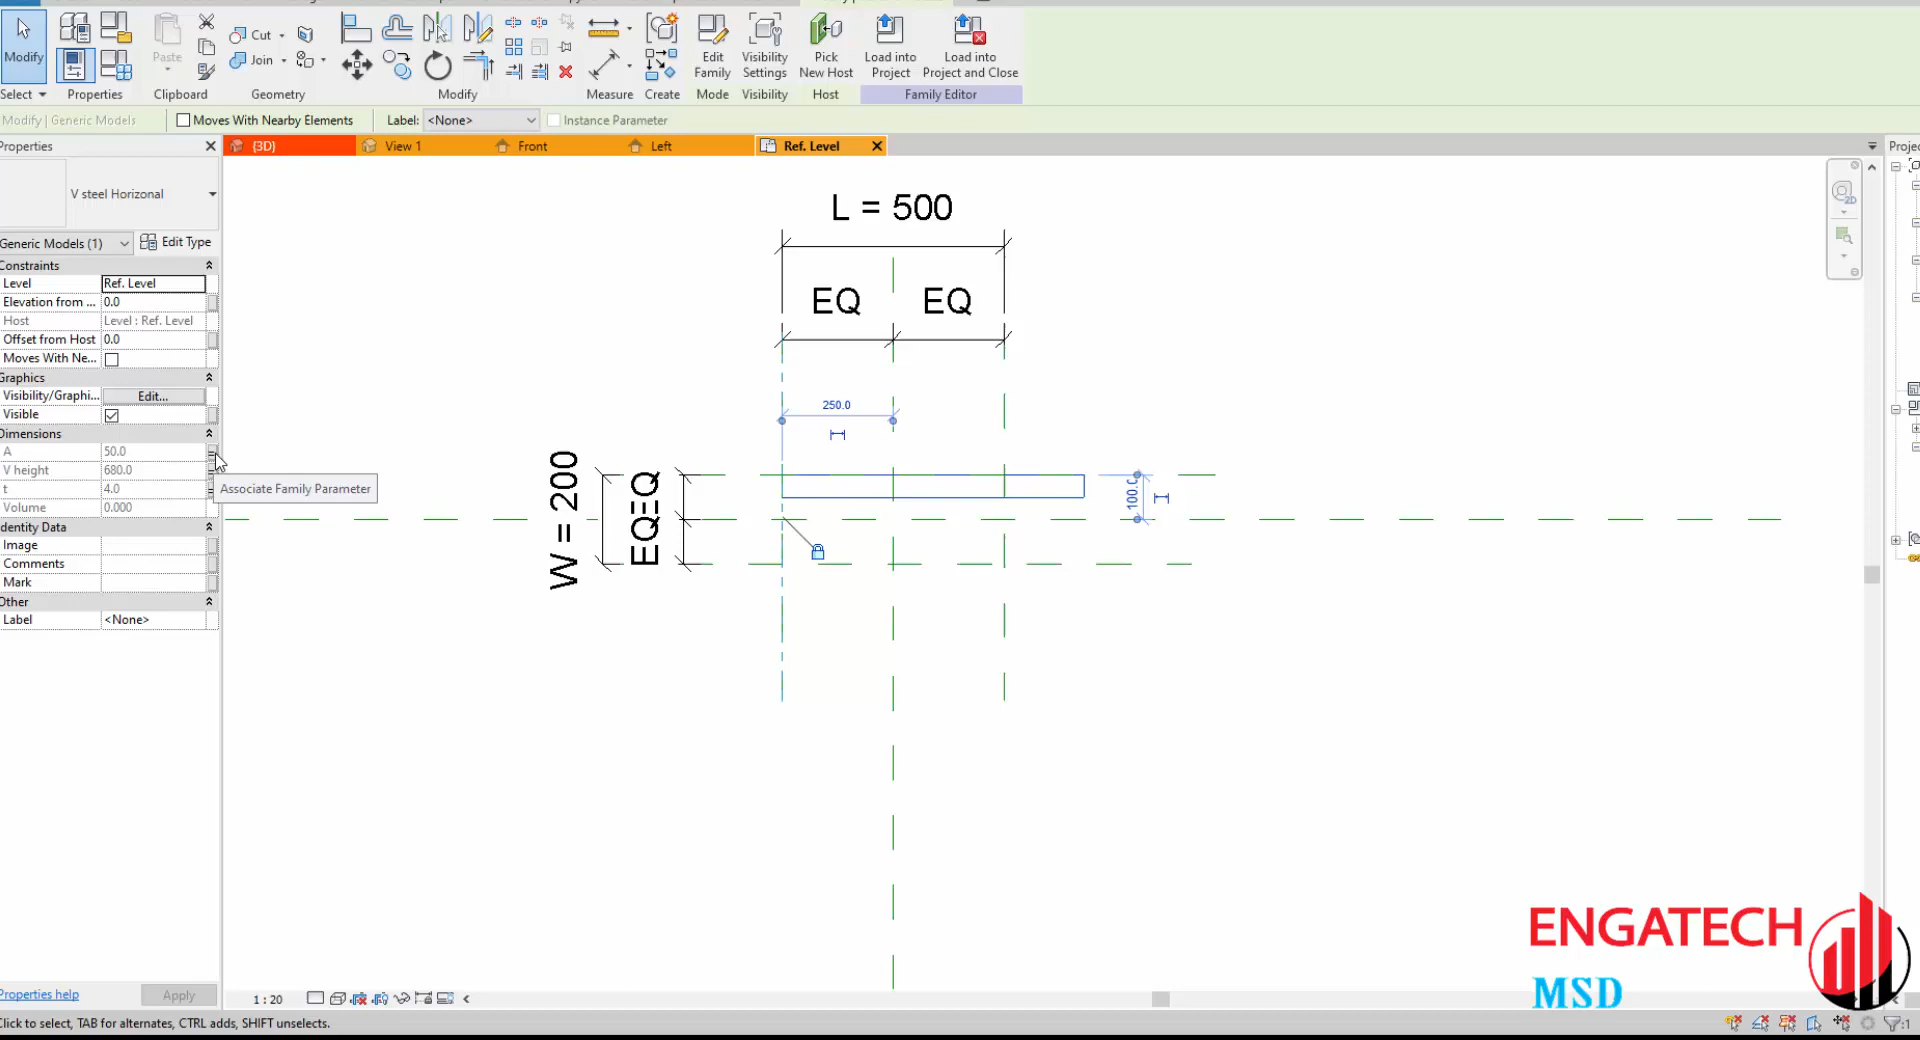 Modify
Select
Properties
Paste
Clipboard
Cut
Join
Geometry
Modify
Measure
Create
Edit
Family
Mode
Visibility
Settings
Visibility
Pick
New Host
Host
Load into
Project
Load into
Project and Close
Family Editor
Modify | Generic Models
Moves With Nearby Elements
Label: <None>
Instance Parameter
Properties
{3D}
View 1
Front
Left
Ref. Level
Projec
V steel Horizonal
Generic Models (1)
Edit Type
Constraints
Level Ref. Level
Elevation from ... 0.0
Host Level : Ref. Level
Offset from Host 0.0
Moves With Ne...
Graphics
Visibility/Graphi... Edit...
Visible
Dimensions
A 50.0
V height 680.0
t 4.0
Volume 0.000
Identity Data
Image
Comments
Mark
Other
Label <None>
Associate Family Parameter
L = 500
EQ EQ
250.0
W = 200
EQ
EQ
100.0
2D
ENGATECH
MSD
Properties help
Apply
1 : 20
Click to select, TAB for alternates, CTRL adds, SHIFT unselects.
:1